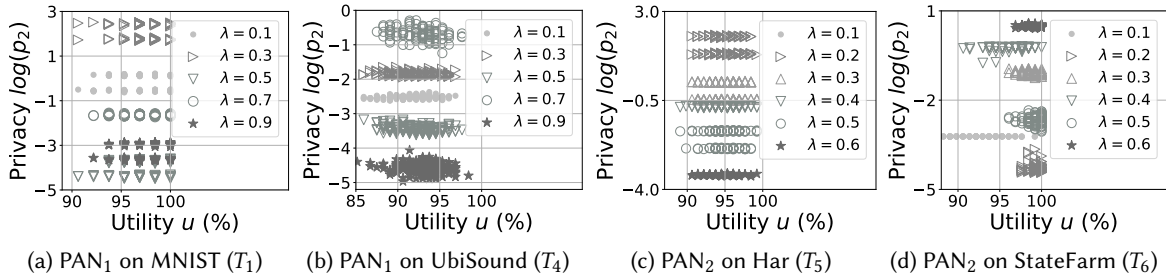 3
1
−1
−3
−5
Privacy log(p₂)
90
95
100
Utility u (%)
λ = 0.1
λ = 0.3
λ = 0.5
λ = 0.7
λ = 0.9
(a) PAN₁ on MNIST (T₁)
0
−1
−2
−3
−4
−5
Privacy log(p₂)
85
90
95
100
Utility u (%)
λ = 0.1
λ = 0.3
λ = 0.5
λ = 0.7
λ = 0.9
(b) PAN₁ on UbiSound (T₄)
3.0
−0.5
−4.0
Privacy log(p₂)
90
95
100
Utility u (%)
λ = 0.1
λ = 0.2
λ = 0.3
λ = 0.4
λ = 0.5
λ = 0.6
(c) PAN₂ on Har (T₅)
1
−2
−5
Privacy log(p₂)
90
95
100
Utility u (%)
λ = 0.1
λ = 0.2
λ = 0.3
λ = 0.4
λ = 0.5
λ = 0.6
(d) PAN₂ on StateFarm (T₆)